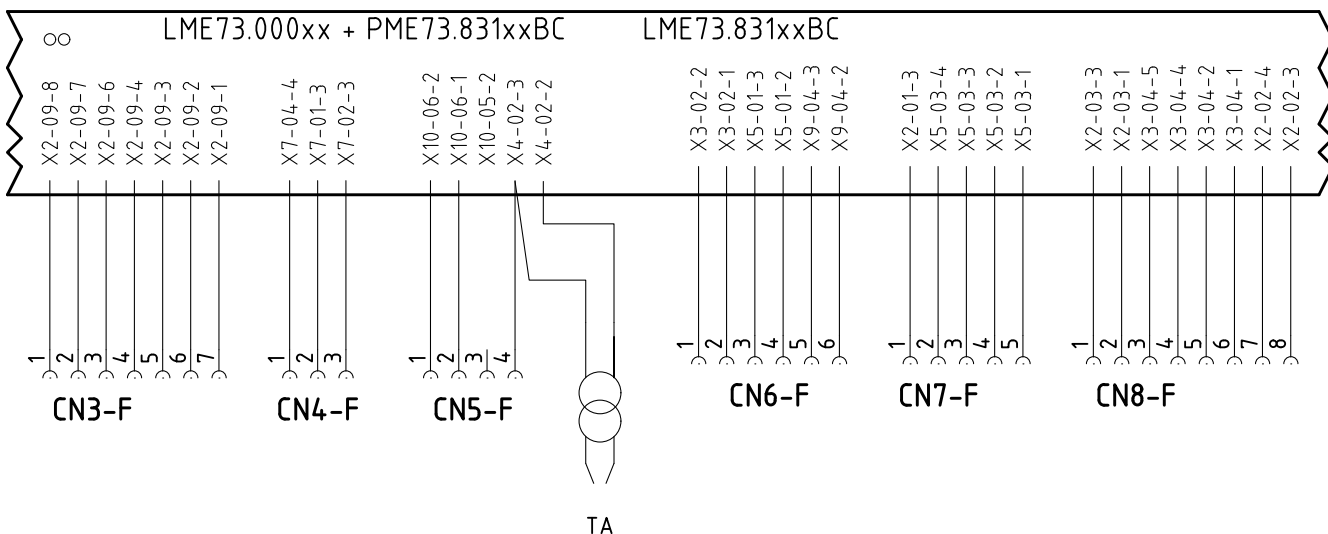 LME73.000xx + PME73.831xxBC LME73.831xxBC
X2-09-8
X2-09-7
X2-09-6
X2-09-4
X2-09-3
X2-09-2
X2-09-1
X7-04-4
X7-01-3
X7-02-3
X10-06-2
X10-06-1
X10-05-2
X4-02-3
X4-02-2
X3-02-2
X3-02-1
X5-01-3
X5-01-2
X9-04-3
X9-04-2
X2-01-3
X5-03-4
X5-03-3
X5-03-2
X5-03-1
X2-03-3
X2-03-1
X3-04-5
X3-04-4
X3-04-2
X3-04-1
X2-02-4
X2-02-3
1 2 3 4 5 6 7
1 2 3
1 2 3 4
1 2 3 4 5 6
1 2 3 4 5
1 2 3 4 5 6 7 8
CN3-F CN4-F CN5-F CN6-F CN7-F CN8-F
TA